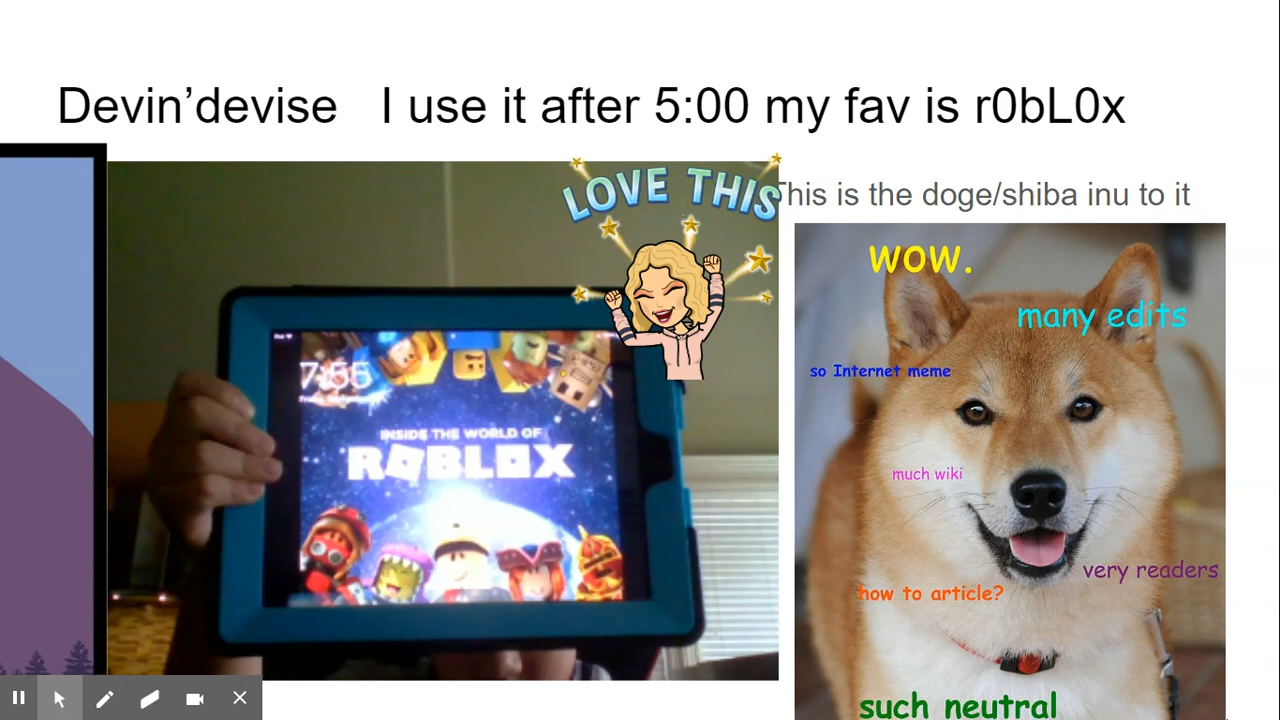 Devin’devise I use it after 5:00 my fav is r0bL0x
LOVE THIS
This is the doge/shiba inu to it
7:55
INSIDE THE WORLD OF
ROBLOX
wow.
many edits
so Internet meme
much wiki
very readers
how to article?
such neutral